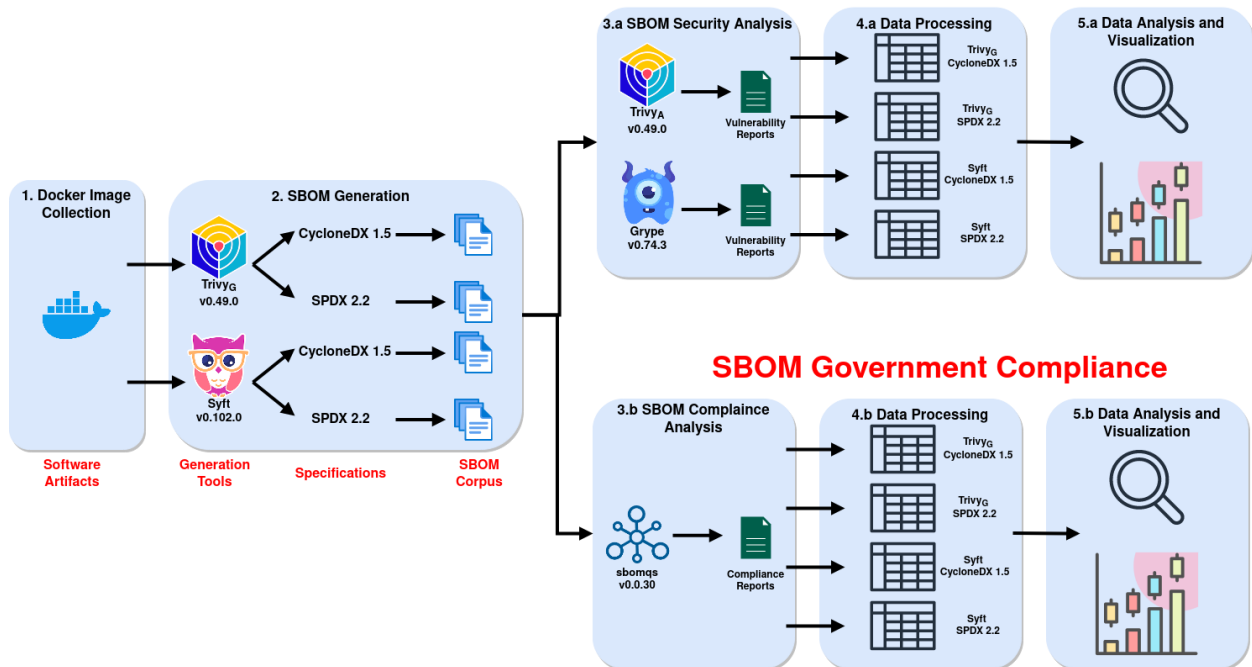 1. Docker Image
Collection
2. SBOM Generation
TrivyG
v0.49.0
CycloneDX 1.5
SPDX 2.2
Syft
v0.102.0
CycloneDX 1.5
SPDX 2.2
Software
Artifacts
Generation
Tools
Specifications
SBOM
Corpus
3.a SBOM Security Analysis
TrivyA
v0.49.0
Vulnerability
Reports
Grype
v0.74.3
Vulnerability
Reports
4.a Data Processing
TrivyG
CycloneDX 1.5
TrivyG
SPDX 2.2
Syft
CycloneDX 1.5
Syft
SPDX 2.2
5.a Data Analysis and
Visualization
SBOM Government Compliance
3.b SBOM Complaince
Analysis
sbomqs
v0.0.30
Compliance
Reports
4.b Data Processing
TrivyG
CycloneDX 1.5
TrivyG
SPDX 2.2
Syft
CycloneDX 1.5
Syft
SPDX 2.2
5.b Data Analysis and
Visualization